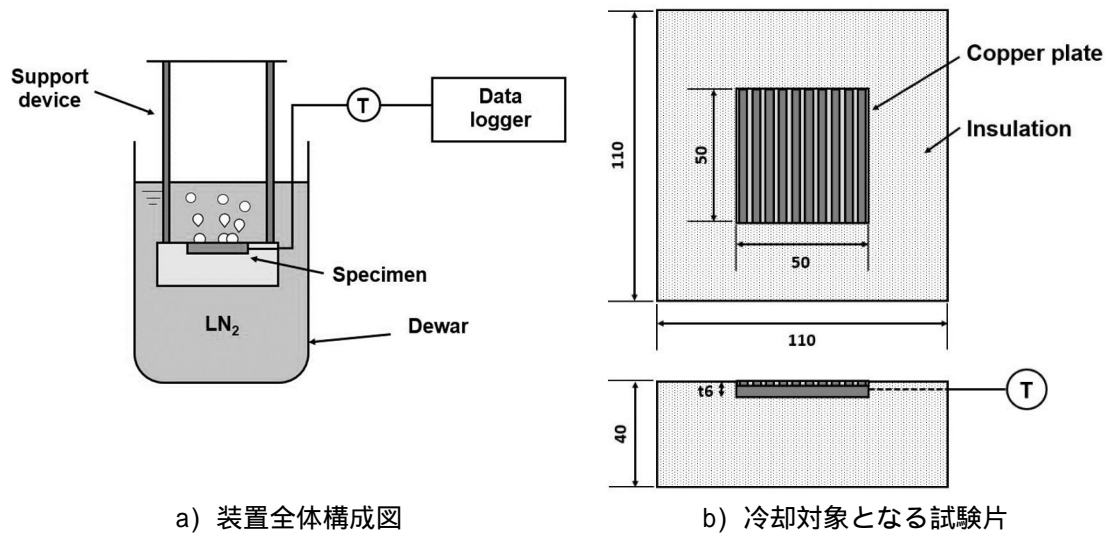 Support
device
T
Data
logger
Specimen
LN₂
Dewar
a) 装置全体構成図
110
50
50
110
Copper plate
Insulation
t6
40
T
b) 冷却対象となる試験片